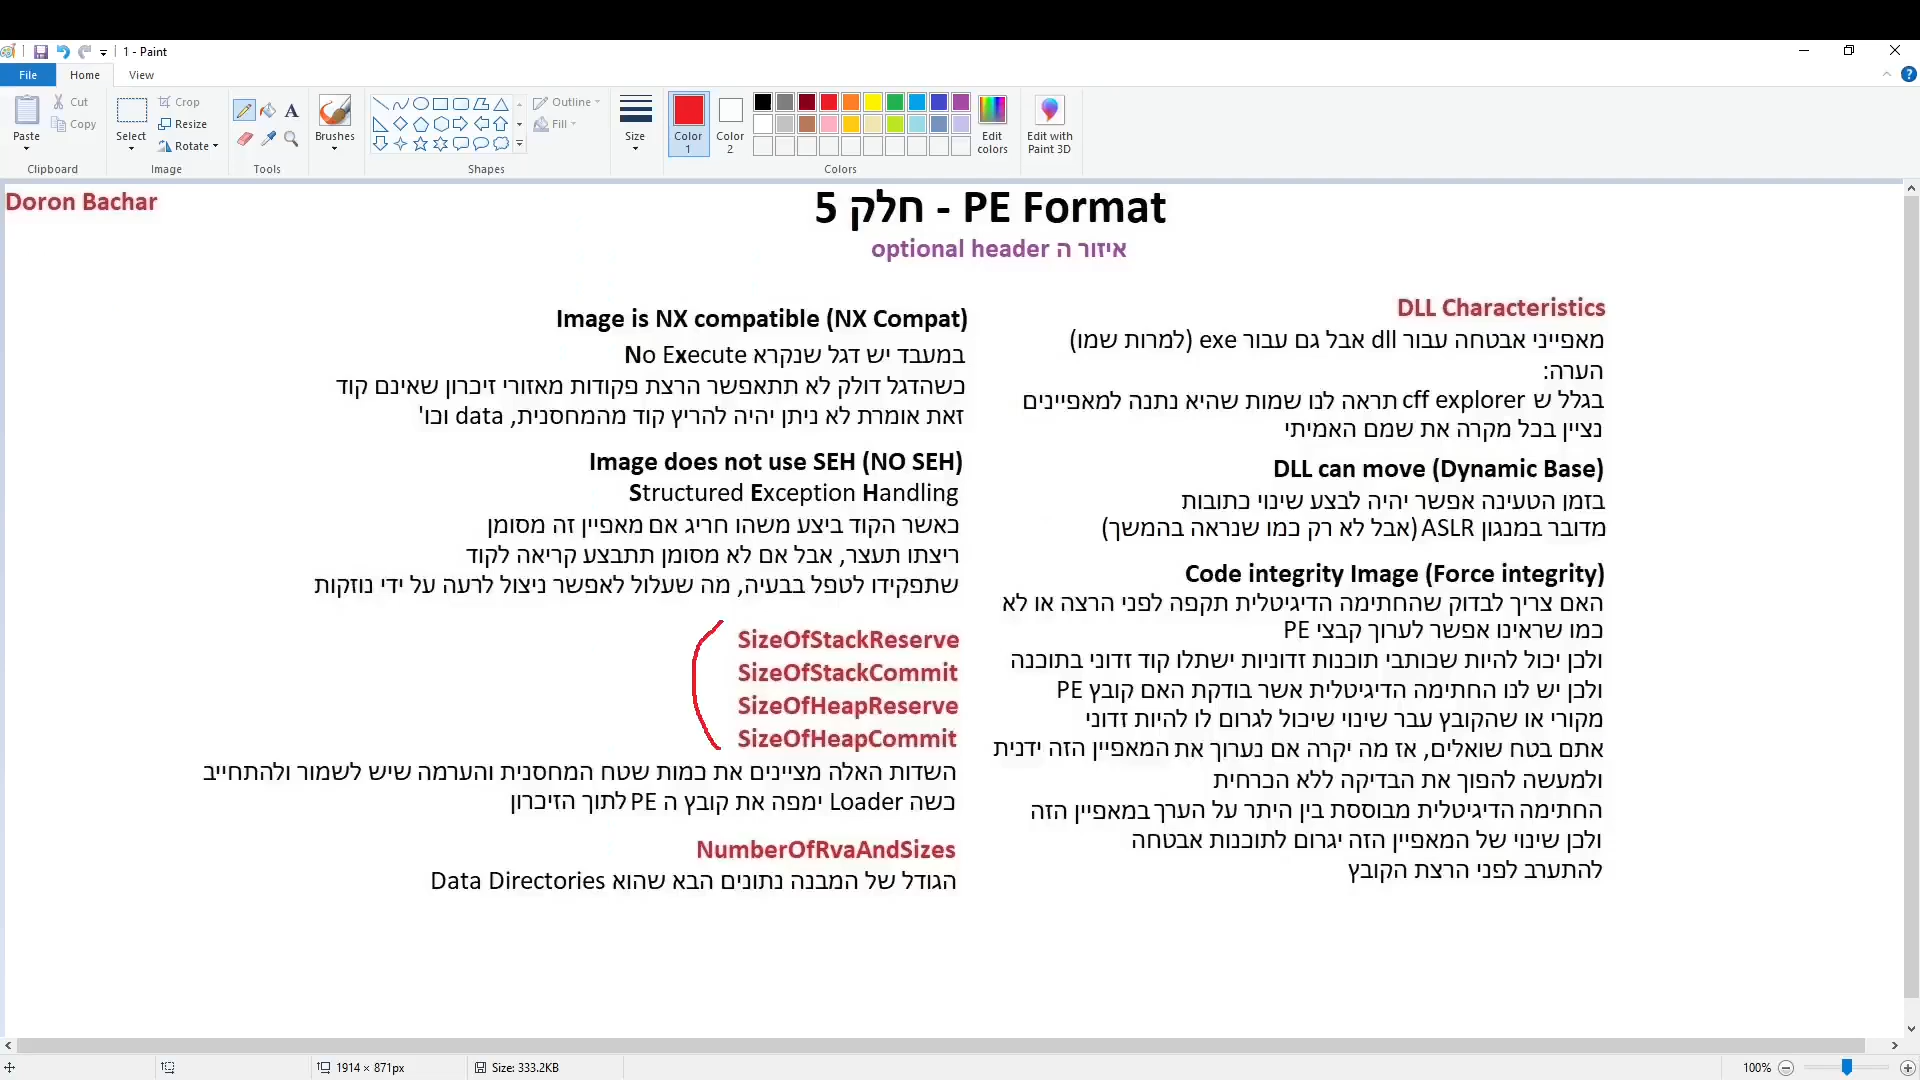 1 - Paint
File
Home
View
Paste
Cut
Copy
Clipboard
Select
Crop
Resize
Rotate
Image
Tools
Brushes
Shapes
Outline
Fill
Size
Color 1
Color 2
Colors
Edit colors
Edit with Paint 3D
Doron Bachar
PE Format - חלק 5
איזור ה optional header
DLL Characteristics
מאפייני אבטחה עבור dll אבל גם עבור exe (למרות שמו)
הערה:
בגלל ש cff explorer תראה לנו שמות שהיא נתנה למאפיינים
נציין בכל מקרה את שמם האמיתי
DLL can move (Dynamic Base)
בזמן הטעינה אפשר יהיה לבצע שינוי כתובות
מדובר במנגנון ASLR (אבל לא רק כמו שנראה בהמשך)
Code integrity Image (Force integrity)
האם צריך לבדוק שהחתימה הדיגיטלית תקפה לפני הרצה או לא
כמו שראינו אפשר לערוך קבצי PE
ולכן יכול להיות שכותבי תוכנות זדוניות ישתלו קוד זדוני בתוכנה
ולכן יש לנו החתימה הדיגיטלית אשר בודקת האם קובץ PE
מקורי או שהקובץ עבר שינוי שיכול לגרום לו להיות זדוני
אתם בטח שואלים, אז מה יקרה אם נערוך את המאפיין הזה ידנית
ולמעשה להפוך את הבדיקה ללא הכרחית
החתימה הדיגיטלית מבוססת בין היתר על הערך במאפיין הזה
ולכן שינוי של המאפיין הזה יגרום לתוכנות אבטחה
להתערב לפני הרצת הקובץ
Image is NX compatible (NX Compat)
במעבד יש דגל שנקרא No Execute
כשהדגל דולק לא תתאפשר הרצת פקודות מאזורי זיכרון שאינם קוד
זאת אומרת לא ניתן יהיה להריץ קוד מהמחסנית, data וכו'
Image does not use SEH (NO SEH)
Structured Exception Handling
כאשר הקוד ביצע משהו חריג אם מאפיין זה מסומן
ריצתו תעצר, אבל אם לא מסומן תתבצע קריאה לקוד
שתפקידו לטפל בבעיה, מה שעלול לאפשר ניצול לרעה על ידי נוזקות
SizeOfStackReserve
SizeOfStackCommit
SizeOfHeapReserve
SizeOfHeapCommit
השדות האלה מציינים את כמות שטח המחסנית והערמה שיש לשמור ולהתחייב
כשה Loader ימפה את קובץ ה PE לתוך הזיכרון
NumberOfRvaAndSizes
הגודל של המבנה נתונים הבא שהוא Data Directories
1914 × 871px
Size: 333.2KB
100%